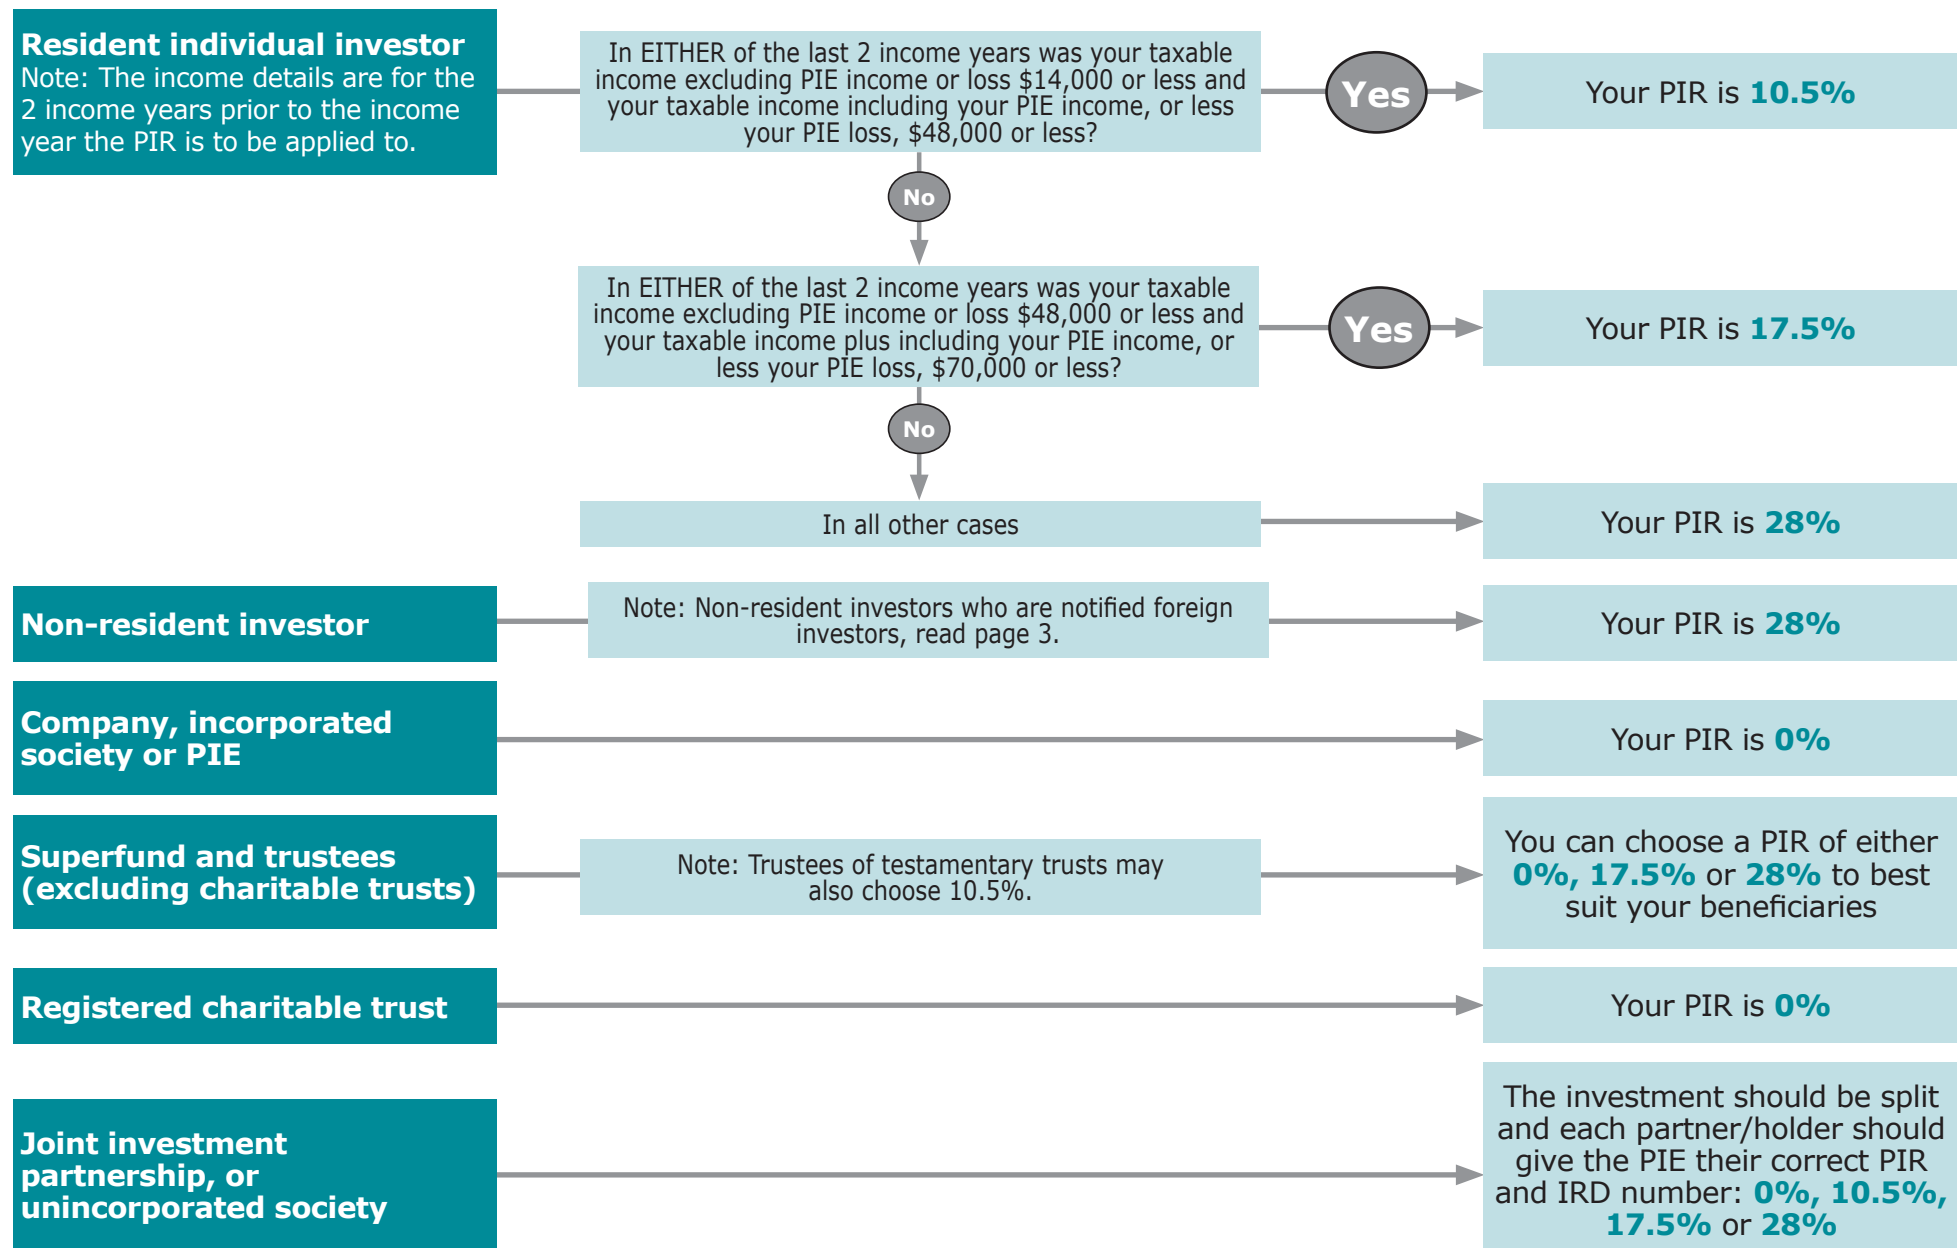 Resident individual investor
Note: The income details are for the
2 income years prior to the income
year the PIR is to be applied to.
In EITHER of the last 2 income years was your taxable
income excluding PIE income or loss $14,000 or less and
your taxable income including your PIE income, or less
your PIE loss, $48,000 or less?
Yes
Your PIR is 10.5%
No
In EITHER of the last 2 income years was your taxable
income excluding PIE income or loss $48,000 or less and
your taxable income plus including your PIE income, or
less your PIE loss, $70,000 or less?
Yes
Your PIR is 17.5%
No
In all other cases
Your PIR is 28%
Non-resident investor
Note: Non-resident investors who are notified foreign
investors, read page 3.
Your PIR is 28%
Company, incorporated
society or PIE
Your PIR is 0%
Superfund and trustees
(excluding charitable trusts)
Note: Trustees of testamentary trusts may
also choose 10.5%.
You can choose a PIR of either
0%, 17.5% or 28% to best
suit your beneficiaries
Registered charitable trust
Your PIR is 0%
Joint investment
partnership, or
unincorporated society
The investment should be split
and each partner/holder should
give the PIE their correct PIR
and IRD number: 0%, 10.5%,
17.5% or 28%